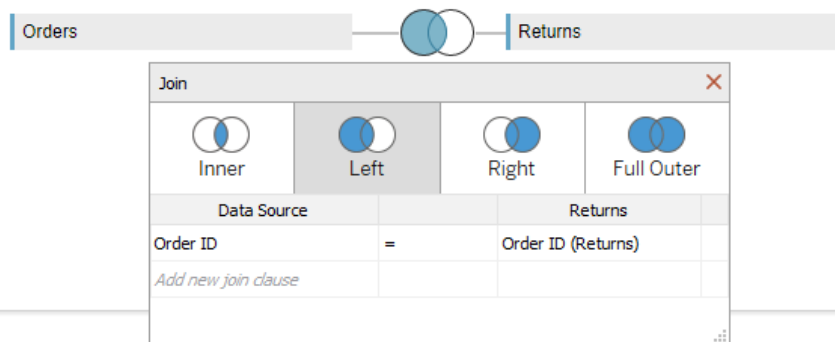 Orders
Returns
Join
Inner
Left
Right
Full Outer
Data Source
Returns
Order ID
=
Order ID (Returns)
Add new join clause